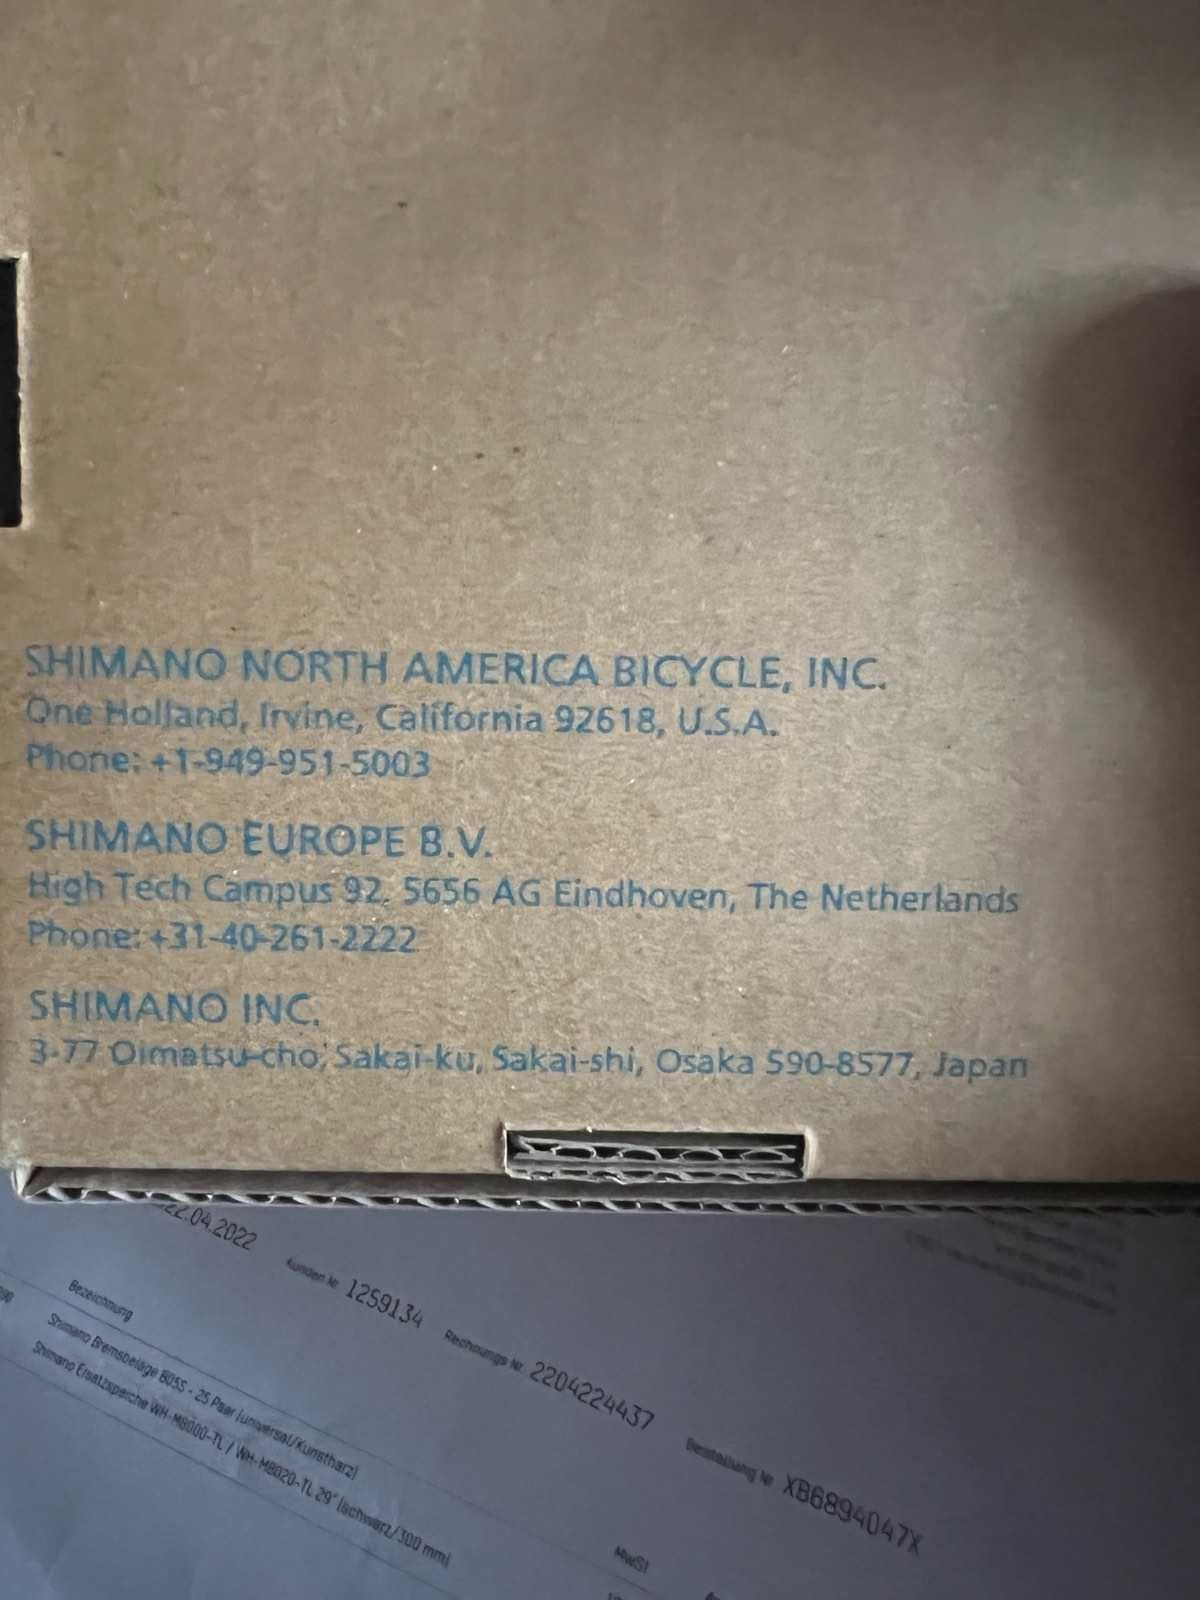 SHIMANO NORTH AMERICA BICYCLE, INC.
One Holland, Irvine, California 92618, U.S.A.
Phone: +1-949-951-5003
SHIMANO EUROPE B.V.
High Tech Campus 92, 5656 AG Eindhoven, The Netherlands
Phone: +31-40-261-2222
SHIMANO INC.
3-77 Oimatsu-cho, Sakai-ku, Sakai-shi, Osaka 590-8577, Japan
22.04.2022 Kunden Nr. 1259134 Rechnungs Nr. 2204224437 Bestellung Nr. XB6894047X
Bezeichnung
Shimano Bremsbeläge B05S - 25 Paar (universal/Kunstharz)
Shimano Ersatzspeiche WH-M8000-TL / WH-M8020-TL 29" (schwarz/300 mm)
MwSt